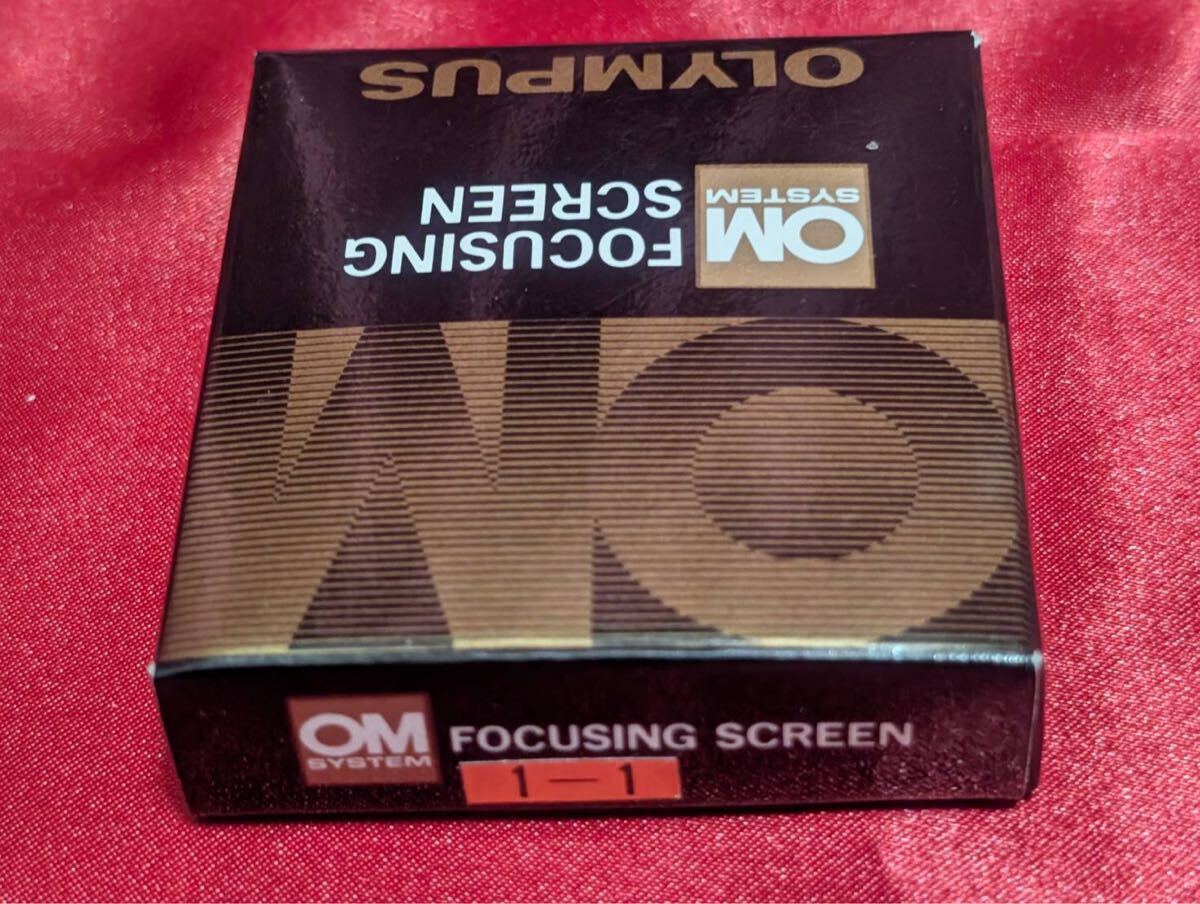 OLYMPUS
OM
SYSTEM
FOCUSING
SCREEN
OM
OM
SYSTEM
FOCUSING SCREEN
1—1